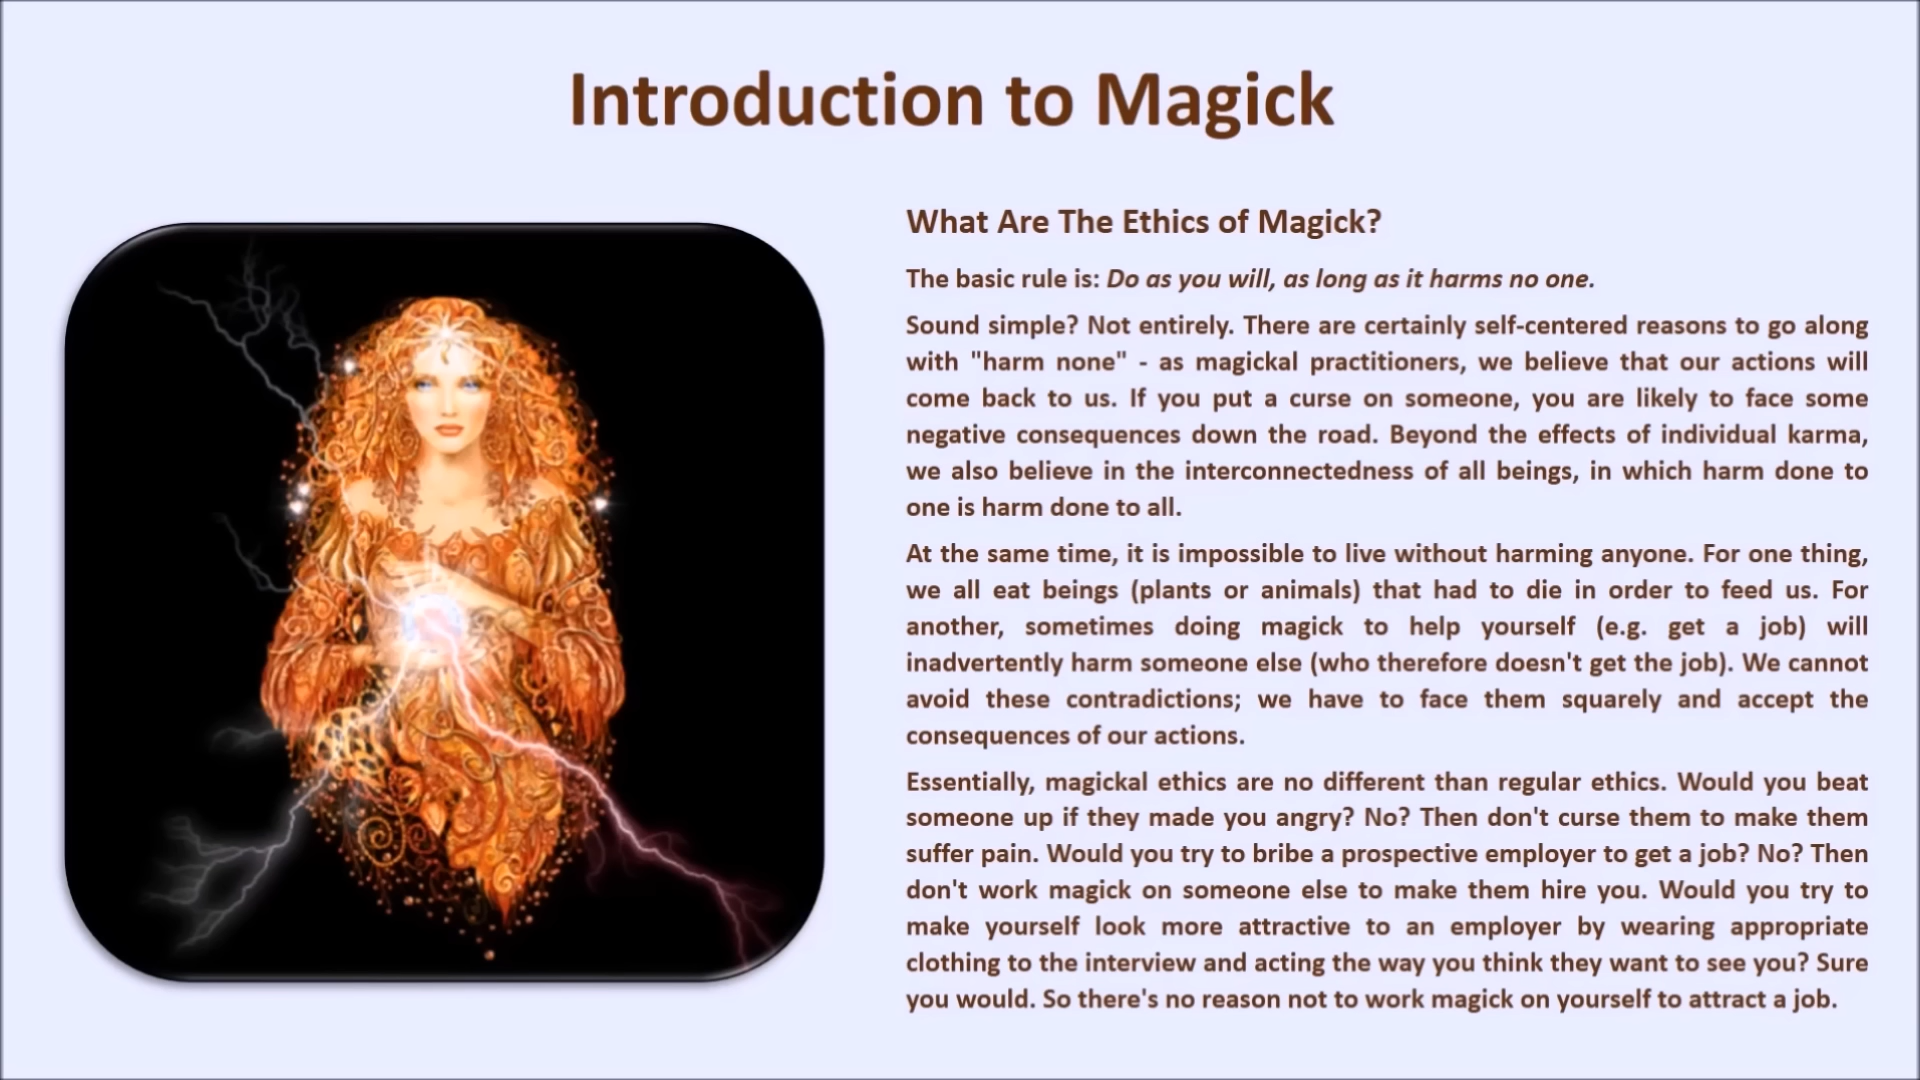 Introduction to Magick
What Are The Ethics of Magick?
The basic rule is: Do as you will, as long as it harms no one.
Sound simple? Not entirely. There are certainly self-centered reasons to go along
with "harm none" - as magickal practitioners, we believe that our actions will
come back to us. If you put a curse on someone, you are likely to face some
negative consequences down the road. Beyond the effects of individual karma,
we also believe in the interconnectedness of all beings, in which harm done to
one is harm done to all.
At the same time, it is impossible to live without harming anyone. For one thing,
we all eat beings (plants or animals) that had to die in order to feed us. For
another, sometimes doing magick to help yourself (e.g. get a job) will
inadvertently harm someone else (who therefore doesn't get the job). We cannot
avoid these contradictions; we have to face them squarely and accept the
consequences of our actions.
Essentially, magickal ethics are no different than regular ethics. Would you beat
someone up if they made you angry? No? Then don't curse them to make them
suffer pain. Would you try to bribe a prospective employer to get a job? No? Then
don't work magick on someone else to make them hire you. Would you try to
make yourself look more attractive to an employer by wearing appropriate
clothing to the interview and acting the way you think they want to see you? Sure
you would. So there's no reason not to work magick on yourself to attract a job.